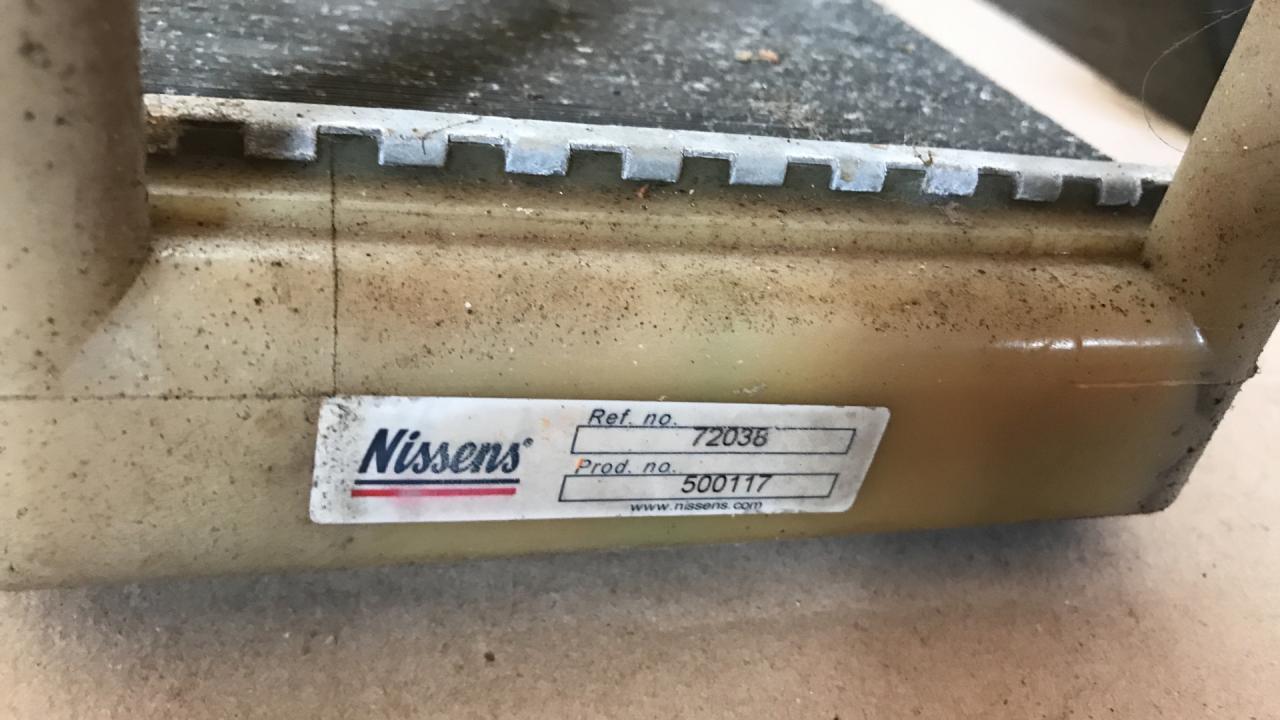 Nissens®
Ref. no.
72038
Prod. no.
500117
www.nissens.com